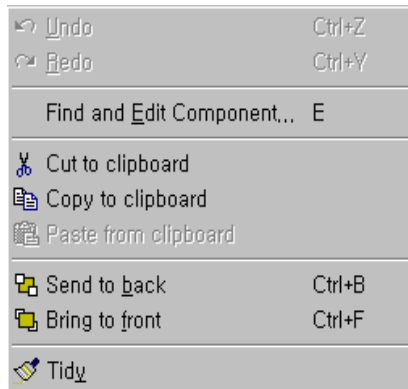 Undo Ctrl+Z
Redo Ctrl+Y
Find and Edit Component... E
Cut to clipboard
Copy to clipboard
Paste from clipboard
Send to back Ctrl+B
Bring to front Ctrl+F
Tidy